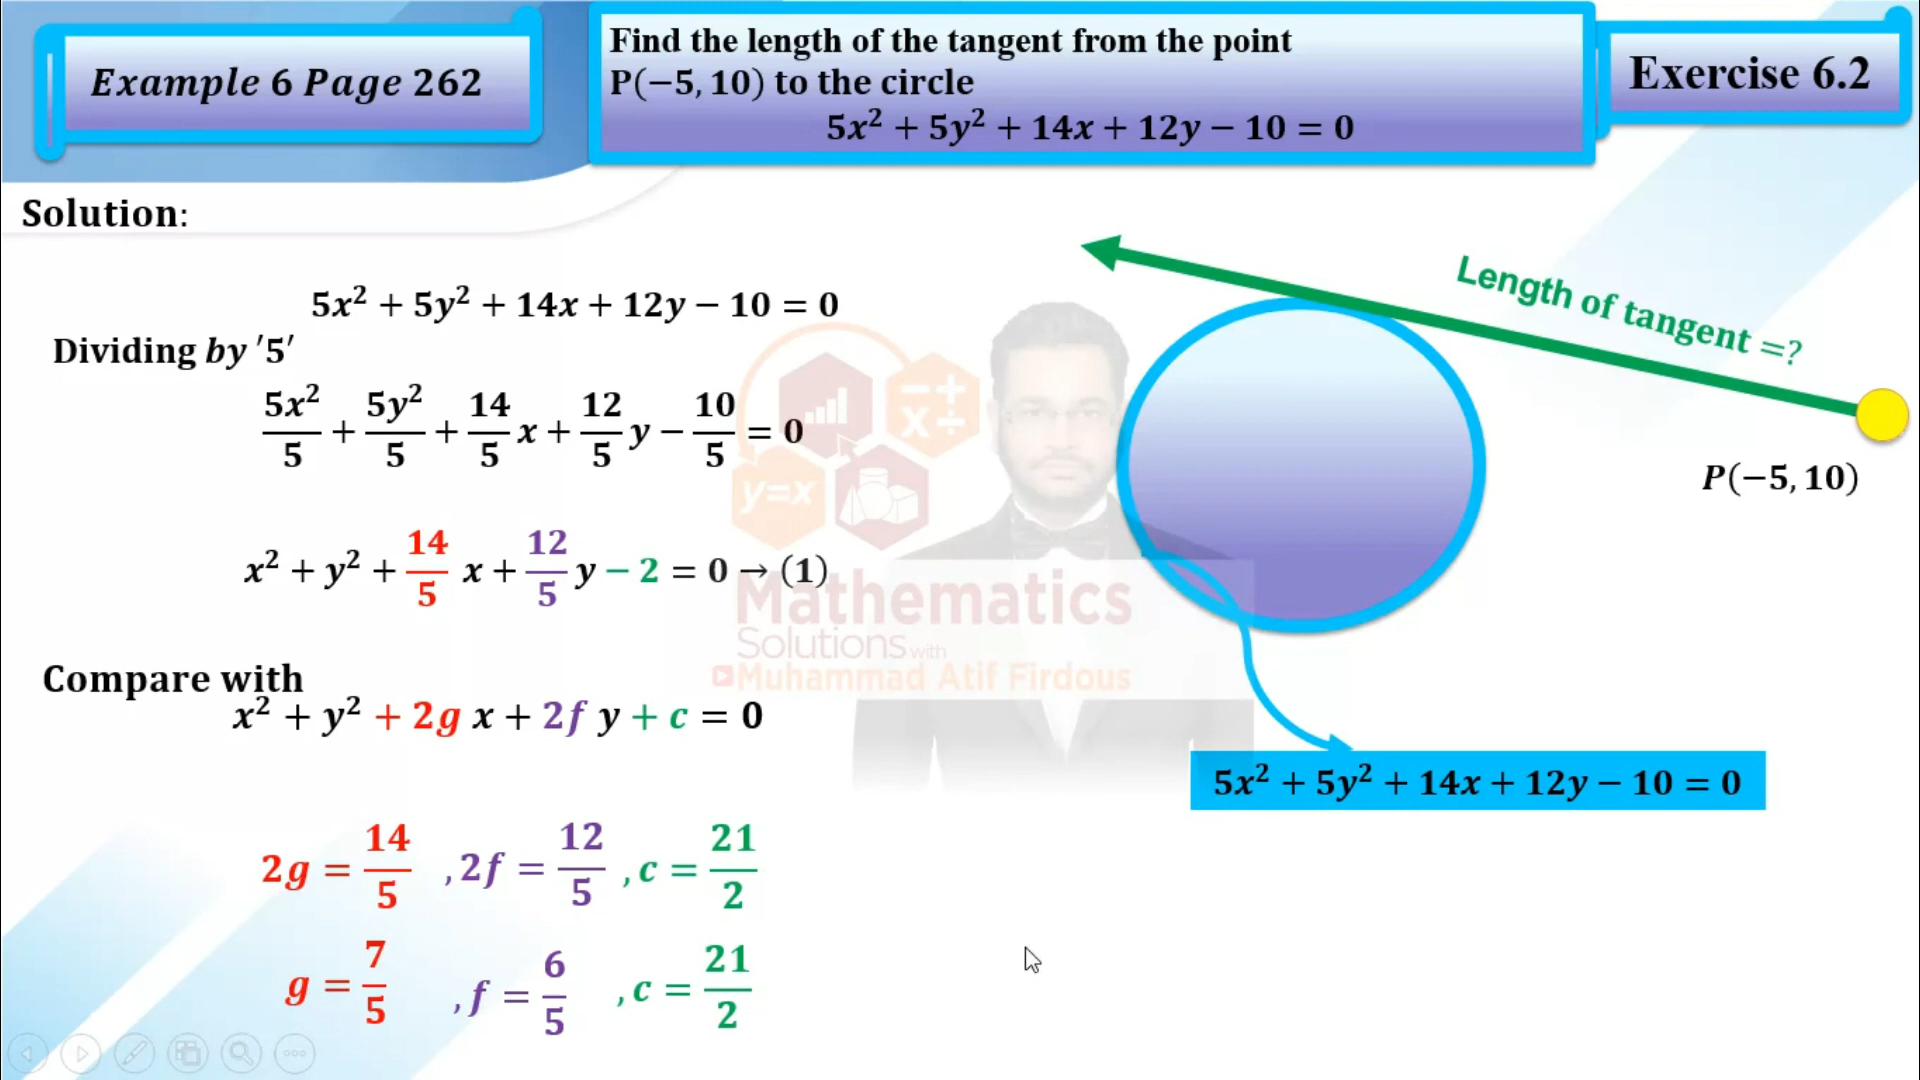 Example 6 Page 262
Find the length of the tangent from the point
P(−5, 10) to the circle
5x² + 5y² + 14x + 12y − 10 = 0
Exercise 6.2
Solution:
5x² + 5y² + 14x + 12y − 10 = 0
Dividing by ′5′
5x²/5 + 5y²/5 + 14/5 x + 12/5 y − 10/5 = 0
x² + y² + 14/5 x + 12/5 y − 2 = 0 → (1)
Compare with
x² + y² + 2g x + 2f y + c = 0
2g = 14/5 , 2f = 12/5 , c = 21/2
g = 7/5 , f = 6/5 , c = 21/2
Length of tangent =?
P(−5, 10)
5x² + 5y² + 14x + 12y − 10 = 0
− + x ÷
y=x
Mathematics
Solutions with
Muhammad Atif Firdous